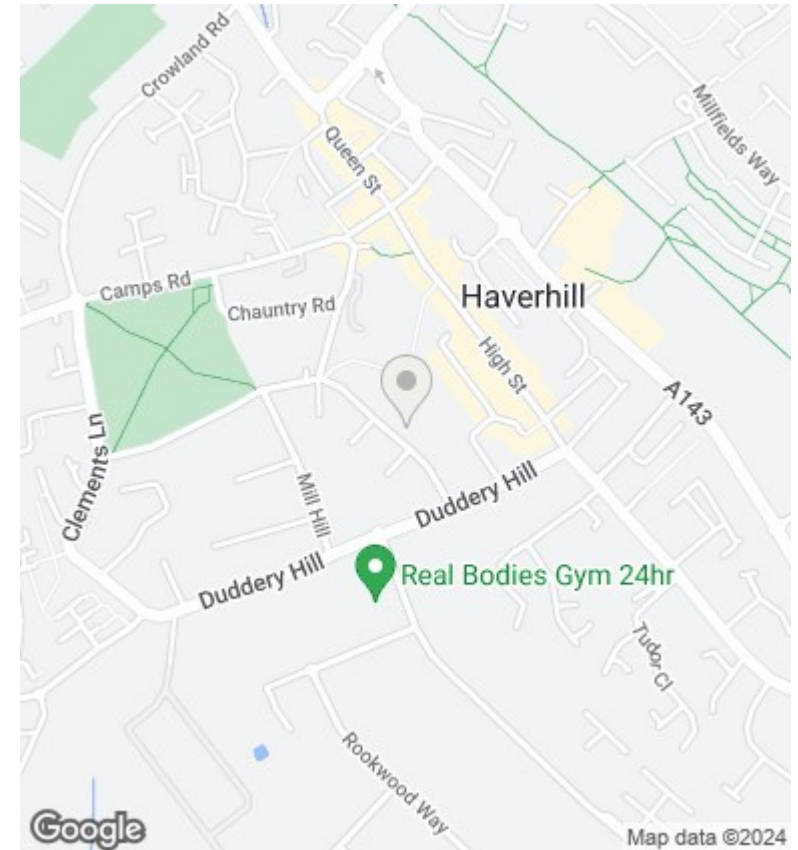 Crowland Rd
Queen St
Millfields Way
Camps Rd
Chauntry Rd
Haverhill
High St
A143
Clements Ln
Mill Hill
Duddery Hill
Duddery Hill
Real Bodies Gym 24hr
Tudor Cl
Rookwood Way
Google
Map data ©2024